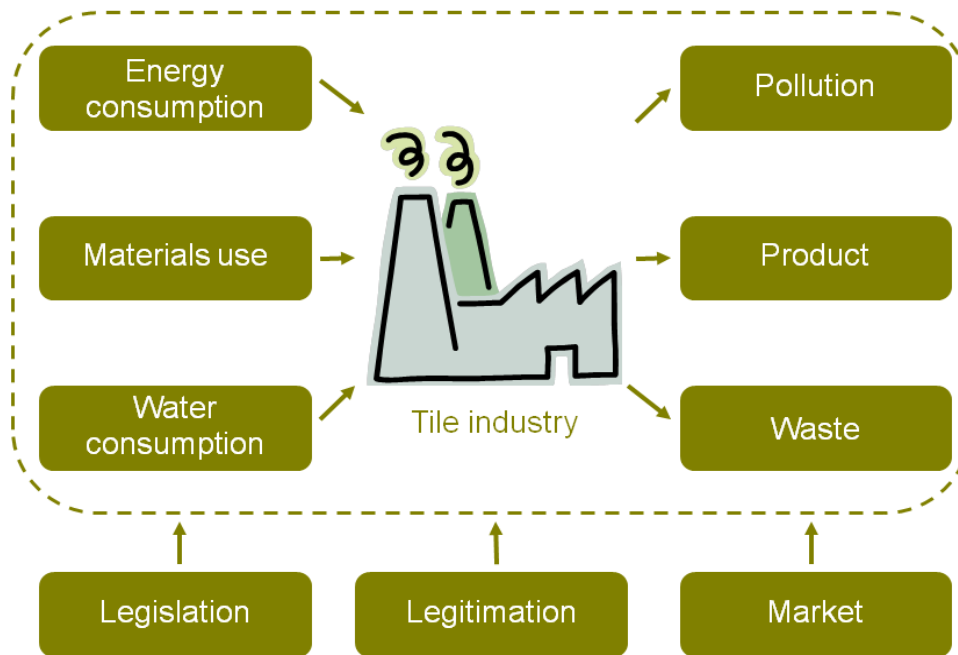 Energy
consumption
Pollution
Materials use
Product
Water
consumption
Tile industry
Waste
Legislation
Legitimation
Market